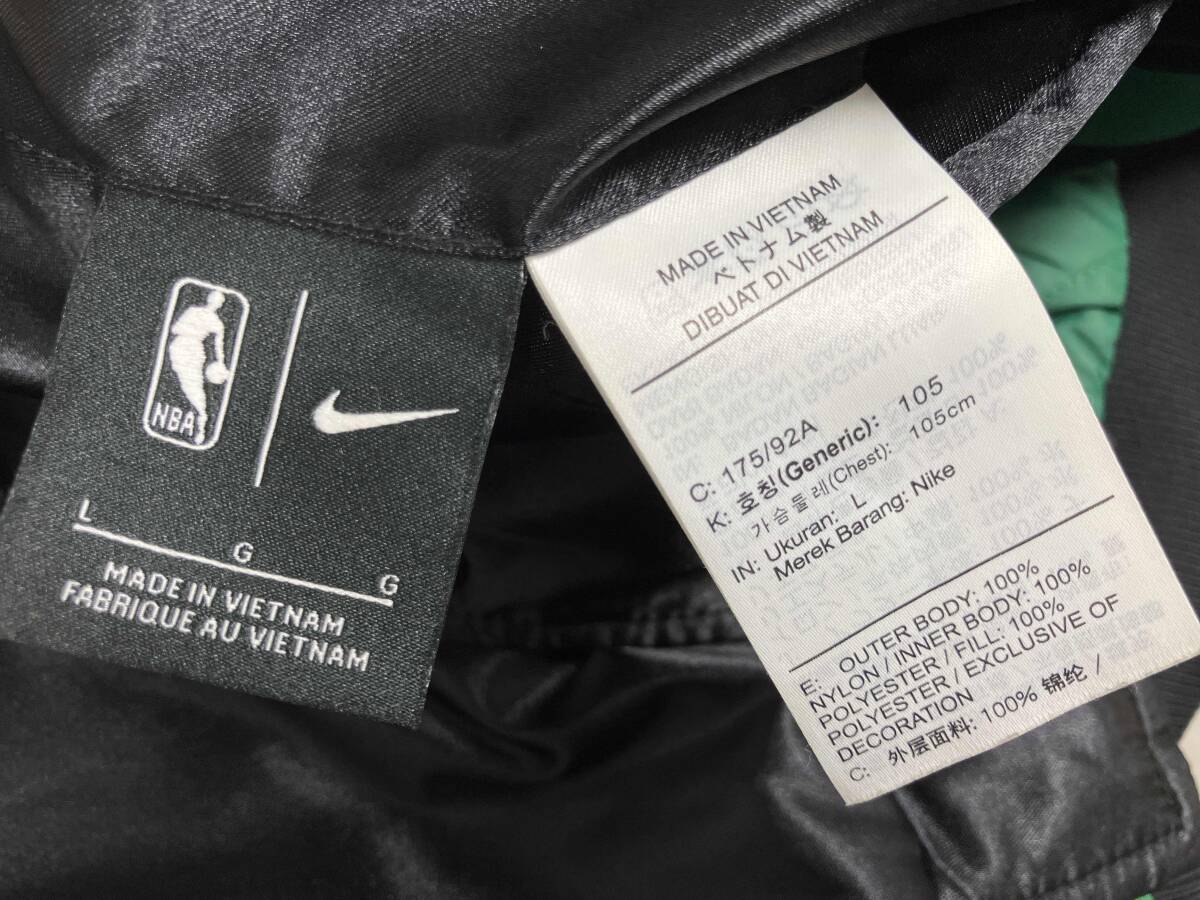 NBA
L
G
G
MADE IN VIETNAM
FABRIQUE AU VIETNAM
MADE IN VIETNAM
ベトナム製
DIBUAT DI VIETNAM
C: 175/92A
K: 호칭(Generic): 105
가슴둘레(Chest): 105cm
IN: Ukuran: L
Merek Barang: Nike
E: OUTER BODY: 100%
NYLON / INNER BODY: 100%
POLYESTER / FILL: 100%
POLYESTER / EXCLUSIVE OF
DECORATION
C: 外层面料: 100% 锦纶 /